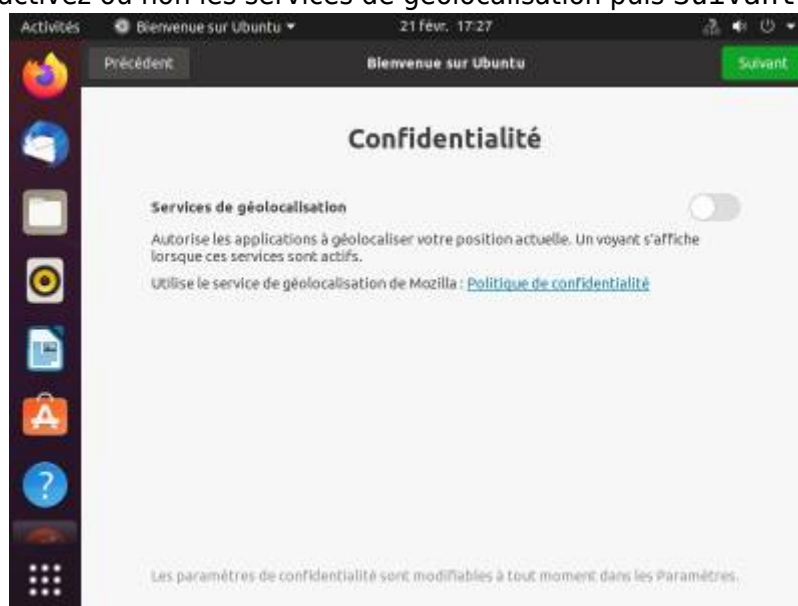 activez ou non les services de géolocalisation puis Suivant
Activités Bienvenue sur Ubuntu 21 févr. 17:27
Précédent Bienvenue sur Ubuntu Suivant
Confidentialité
Services de géolocalisation
Autorise les applications à géolocaliser votre position actuelle. Un voyant s'affiche
lorsque ces services sont actifs.
Utilise le service de géolocalisation de Mozilla : Politique de confidentialité
Les paramètres de confidentialité sont modifiables à tout moment dans les Paramètres.